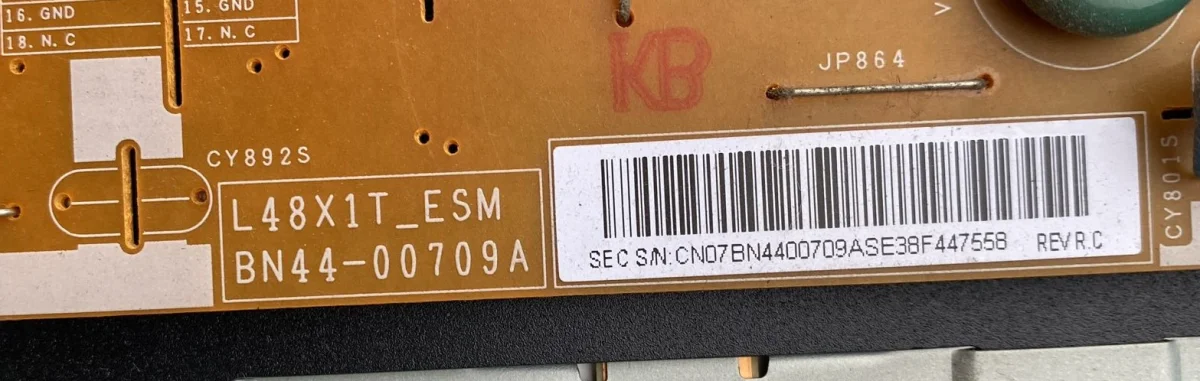 16. GND
15. GND
18. N. C
17. N. C
KB
JP864
>
CY892S
L48X1T_ESM
BN44-00709A
SEC S/N:CN07BN4400709ASE38F447558 REV R.C
CY801S